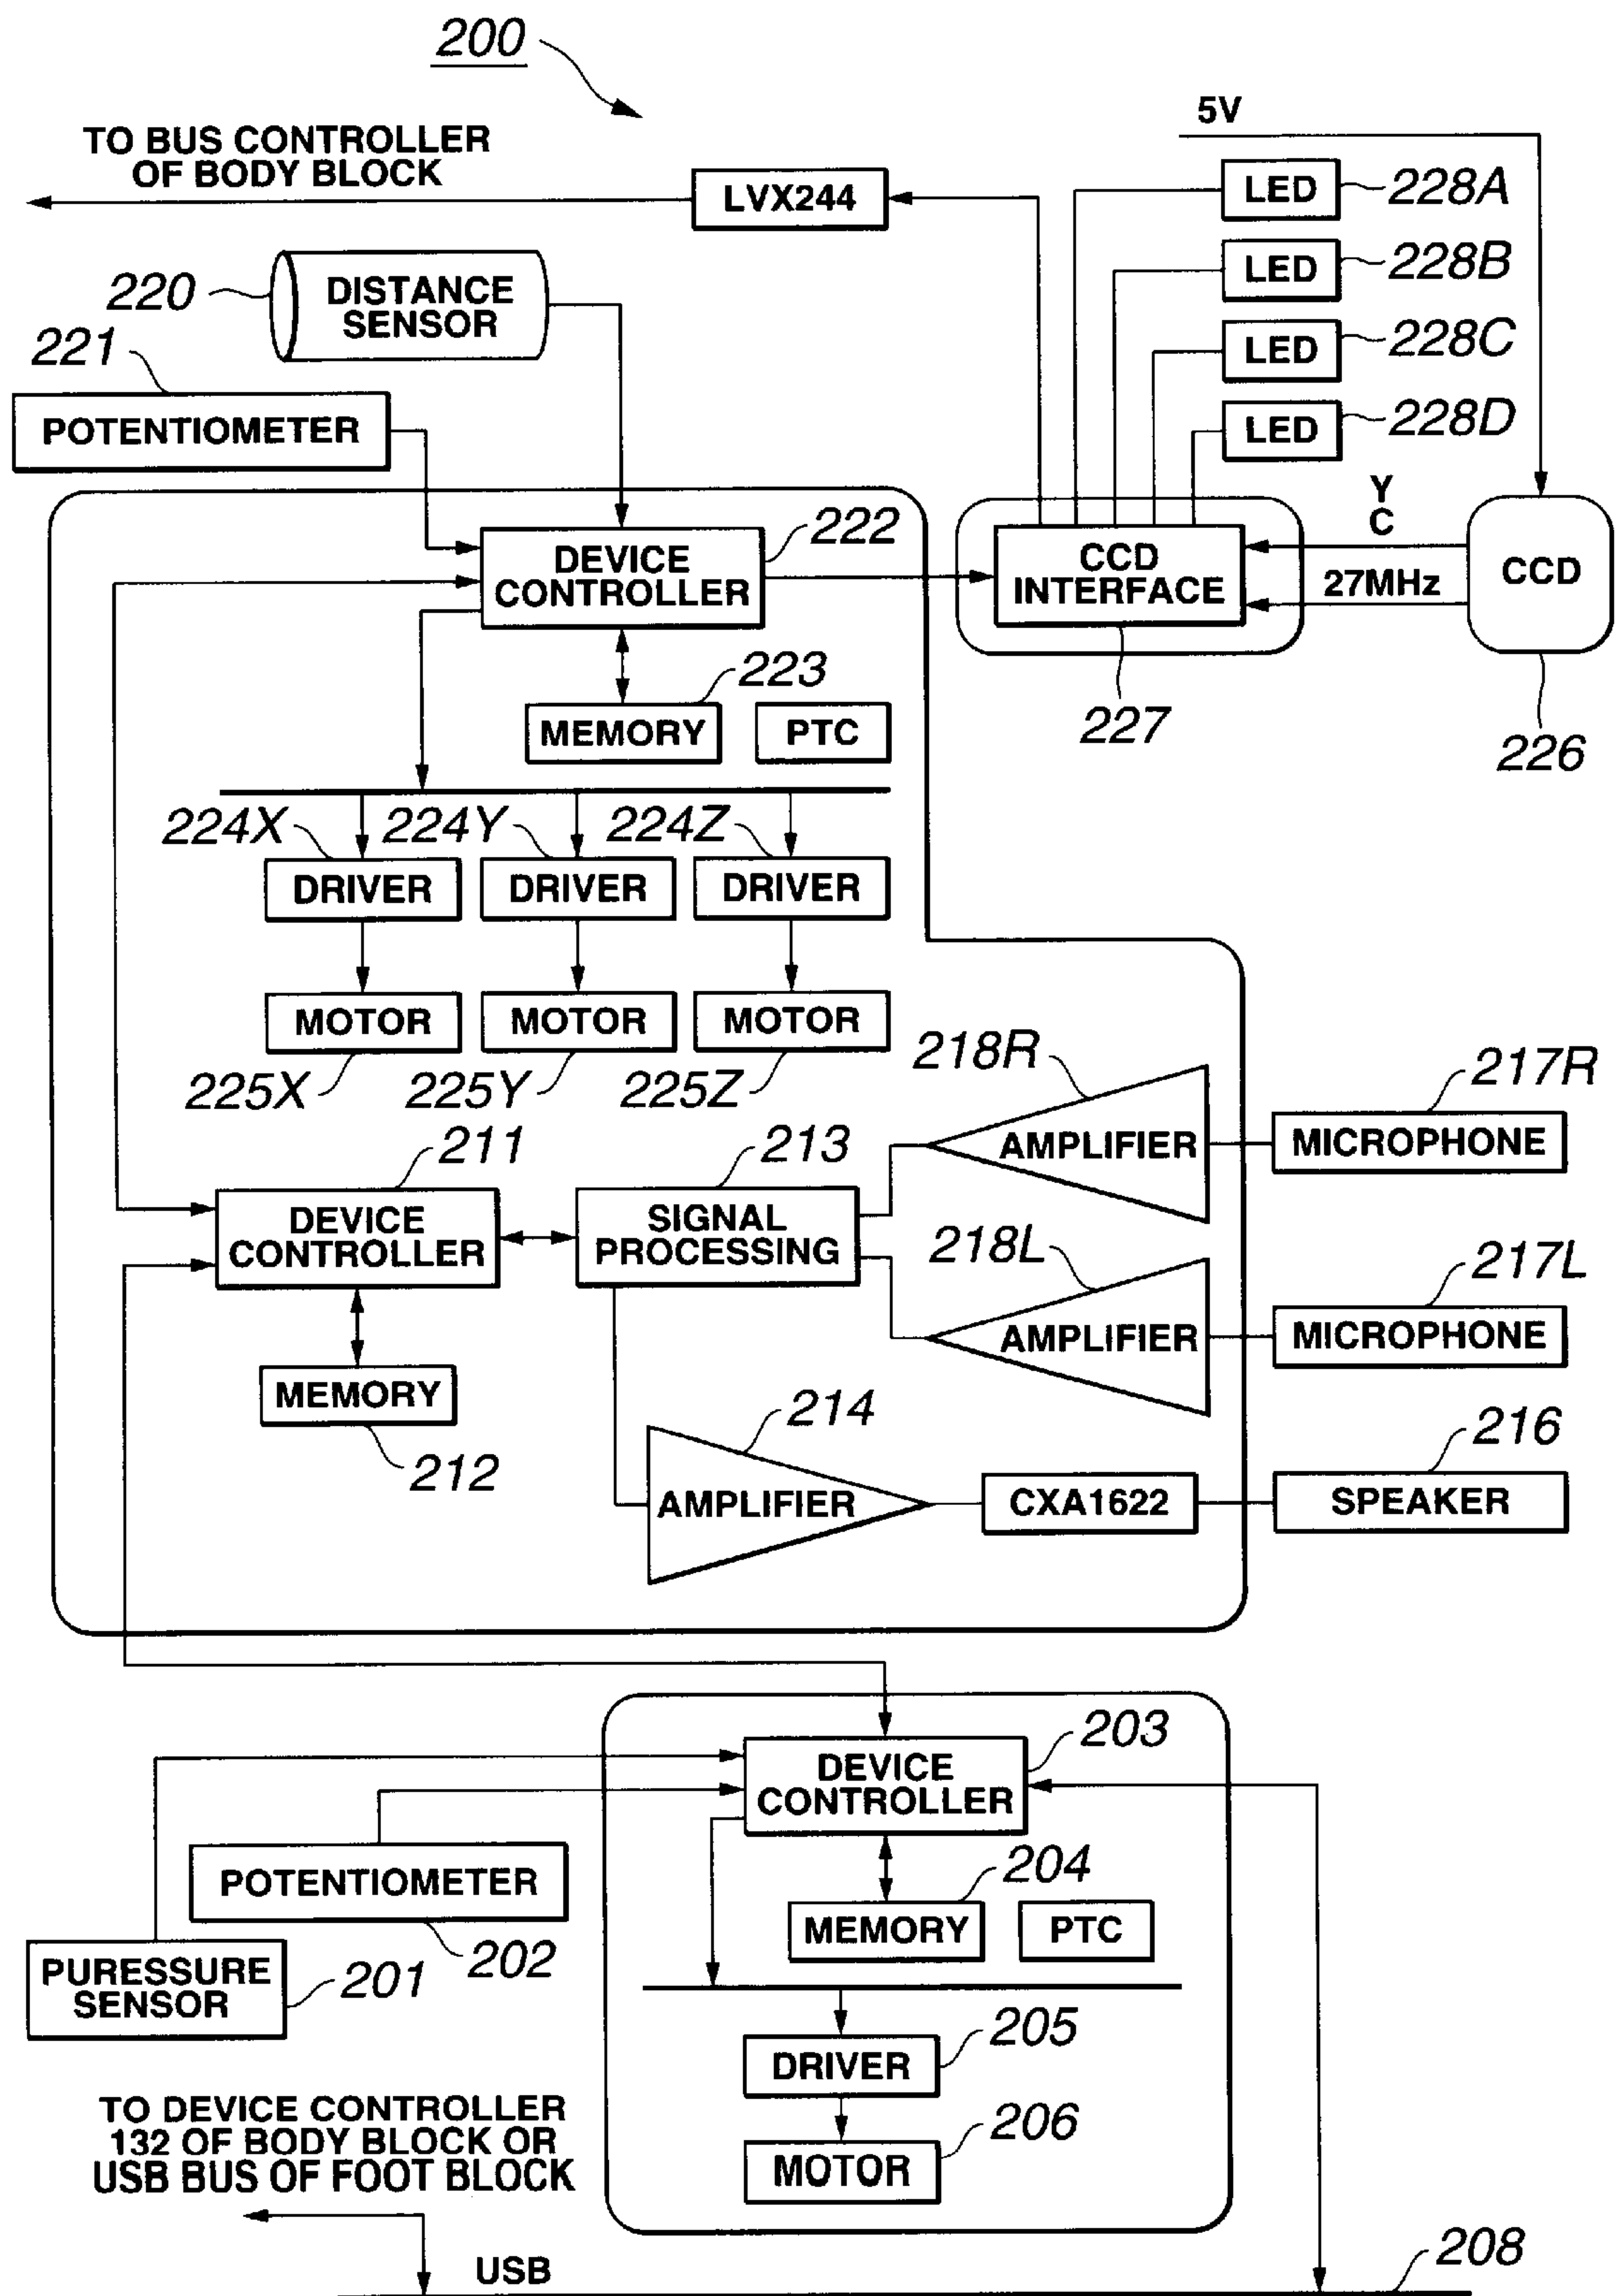 200
TO BUS CONTROLLER
OF BODY BLOCK
LVX244
5V
LED
228A
LED
228B
LED
228C
LED
228D
220
DISTANCE
SENSOR
221
POTENTIOMETER
222
DEVICE
CONTROLLER
CCD
INTERFACE
227
Y
C
27MHz
CCD
226
223
MEMORY
PTC
224X
224Y
224Z
DRIVER
DRIVER
DRIVER
MOTOR
MOTOR
MOTOR
225X
225Y
225Z
218R
AMPLIFIER
217R
MICROPHONE
211
DEVICE
CONTROLLER
213
SIGNAL
PROCESSING
218L
AMPLIFIER
217L
MICROPHONE
MEMORY
212
214
AMPLIFIER
CXA1622
216
SPEAKER
203
DEVICE
CONTROLLER
POTENTIOMETER
202
PURESSURE
SENSOR
201
204
MEMORY
PTC
205
DRIVER
206
MOTOR
TO DEVICE CONTROLLER
132 OF BODY BLOCK OR
USB BUS OF FOOT BLOCK
USB
208